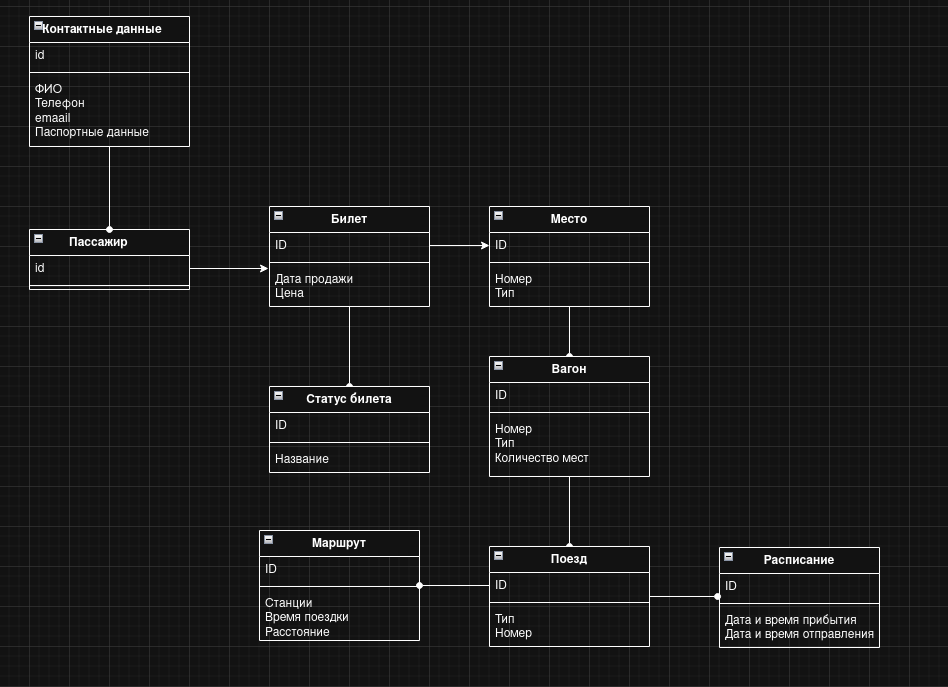 Контактные данные
id
ФИО
Телефон
emaail
Паспортные данные
Пассажир
id
Билет
ID
Дата продажи
Цена
Место
ID
Номер
Тип
Статус билета
ID
Название
Вагон
ID
Номер
Тип
Количество мест
Маршрут
ID
Станции
Время поездки
Расстояние
Поезд
ID
Тип
Номер
Расписание
ID
Дата и время прибытия
Дата и время отправления